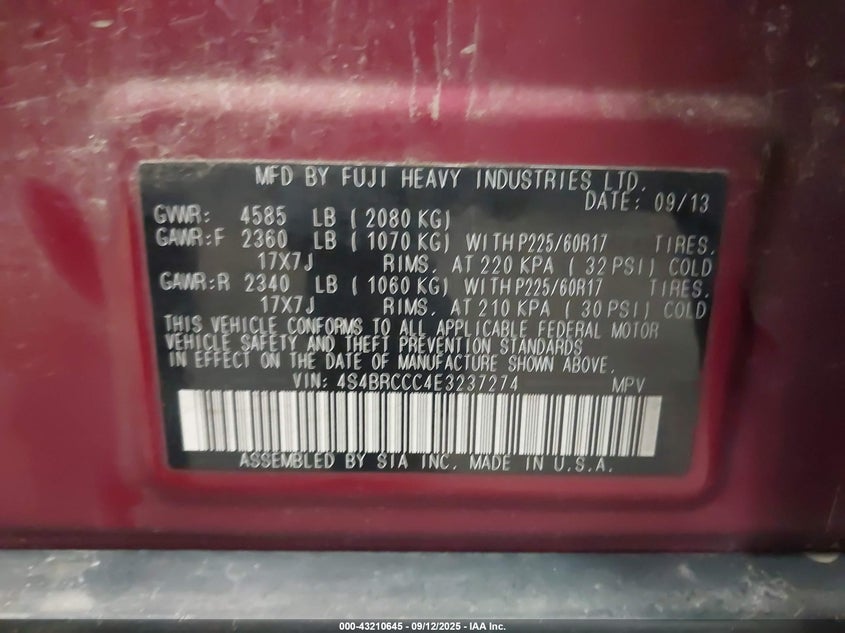 MFD BY FUJI HEAVY INDUSTRIES LTD.
DATE: 09/13
GVWR: 4585 LB ( 2080 KG)
GAWR:F 2360 LB ( 1070 KG) WITH P225/60R17 TIRES.
17X7J RIMS, AT 220 KPA ( 32 PSI) COLD
GAWR:R 2340 LB ( 1060 KG) WITH P225/60R17 TIRES.
17X7J RIMS, AT 210 KPA ( 30 PSI) COLD
THIS VEHICLE CONFORMS TO ALL APPLICABLE FEDERAL MOTOR
VEHICLE SAFETY AND THEFT PREVENTION STANDARDS
IN EFFECT ON THE DATE OF MANUFACTURE SHOWN ABOVE.
VIN: 4S4BRCCC4E3237274 MPV
ASSEMBLED BY SIA INC. MADE IN U.S.A.
000-43210645 - 09/12/2025 - IAA Inc.